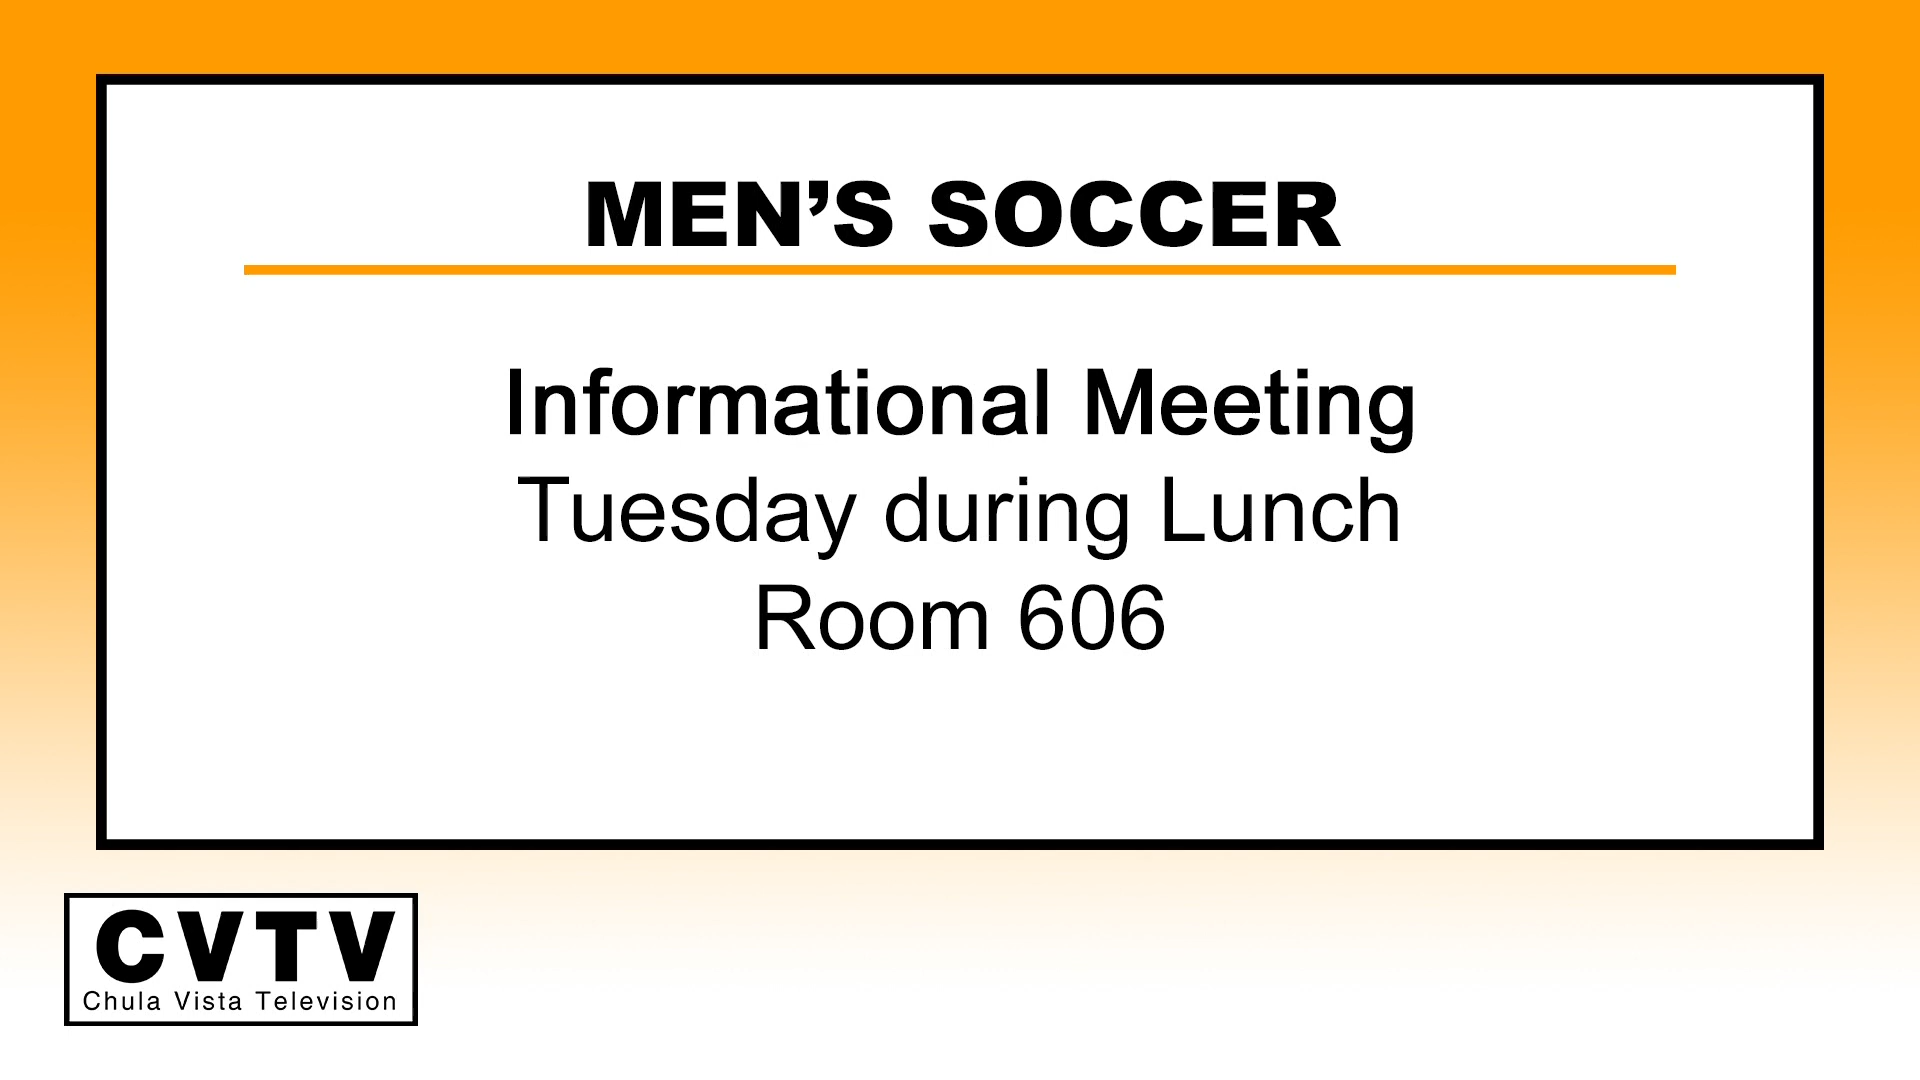 MEN’S SOCCER
Informational Meeting
Tuesday during Lunch
Room 606
CVTV
Chula Vista Television